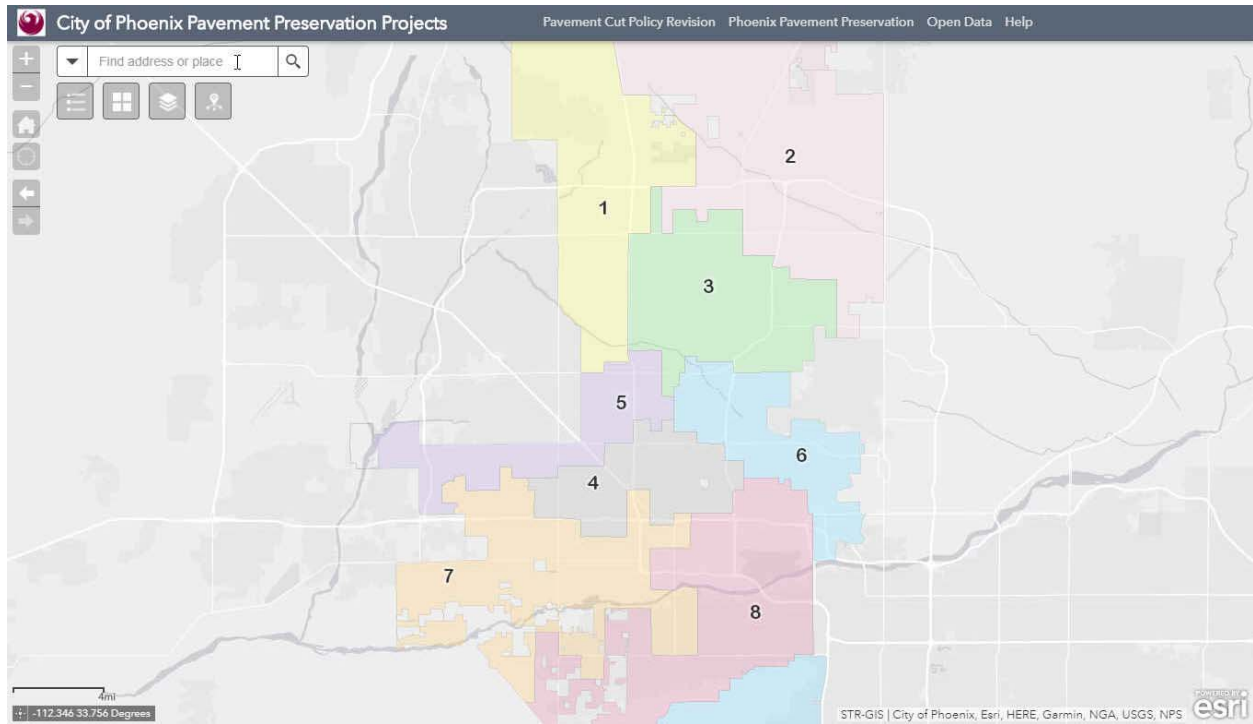 City of Phoenix Pavement Preservation Projects
Pavement Cut Policy Revision Phoenix Pavement Preservation Open Data Help
Find address or place
1
2
3
5
6
4
7
8
4mi
-112.346 33.756 Degrees
STR-GIS | City of Phoenix, Esri, HERE, Garmin, NGA, USGS, NPS
POWERED BY
esri